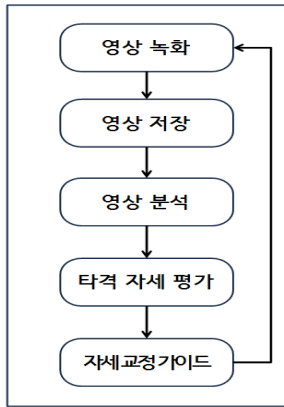 영상 녹화
영상 저장
영상 분석
타격 자세 평가
자세교정가이드